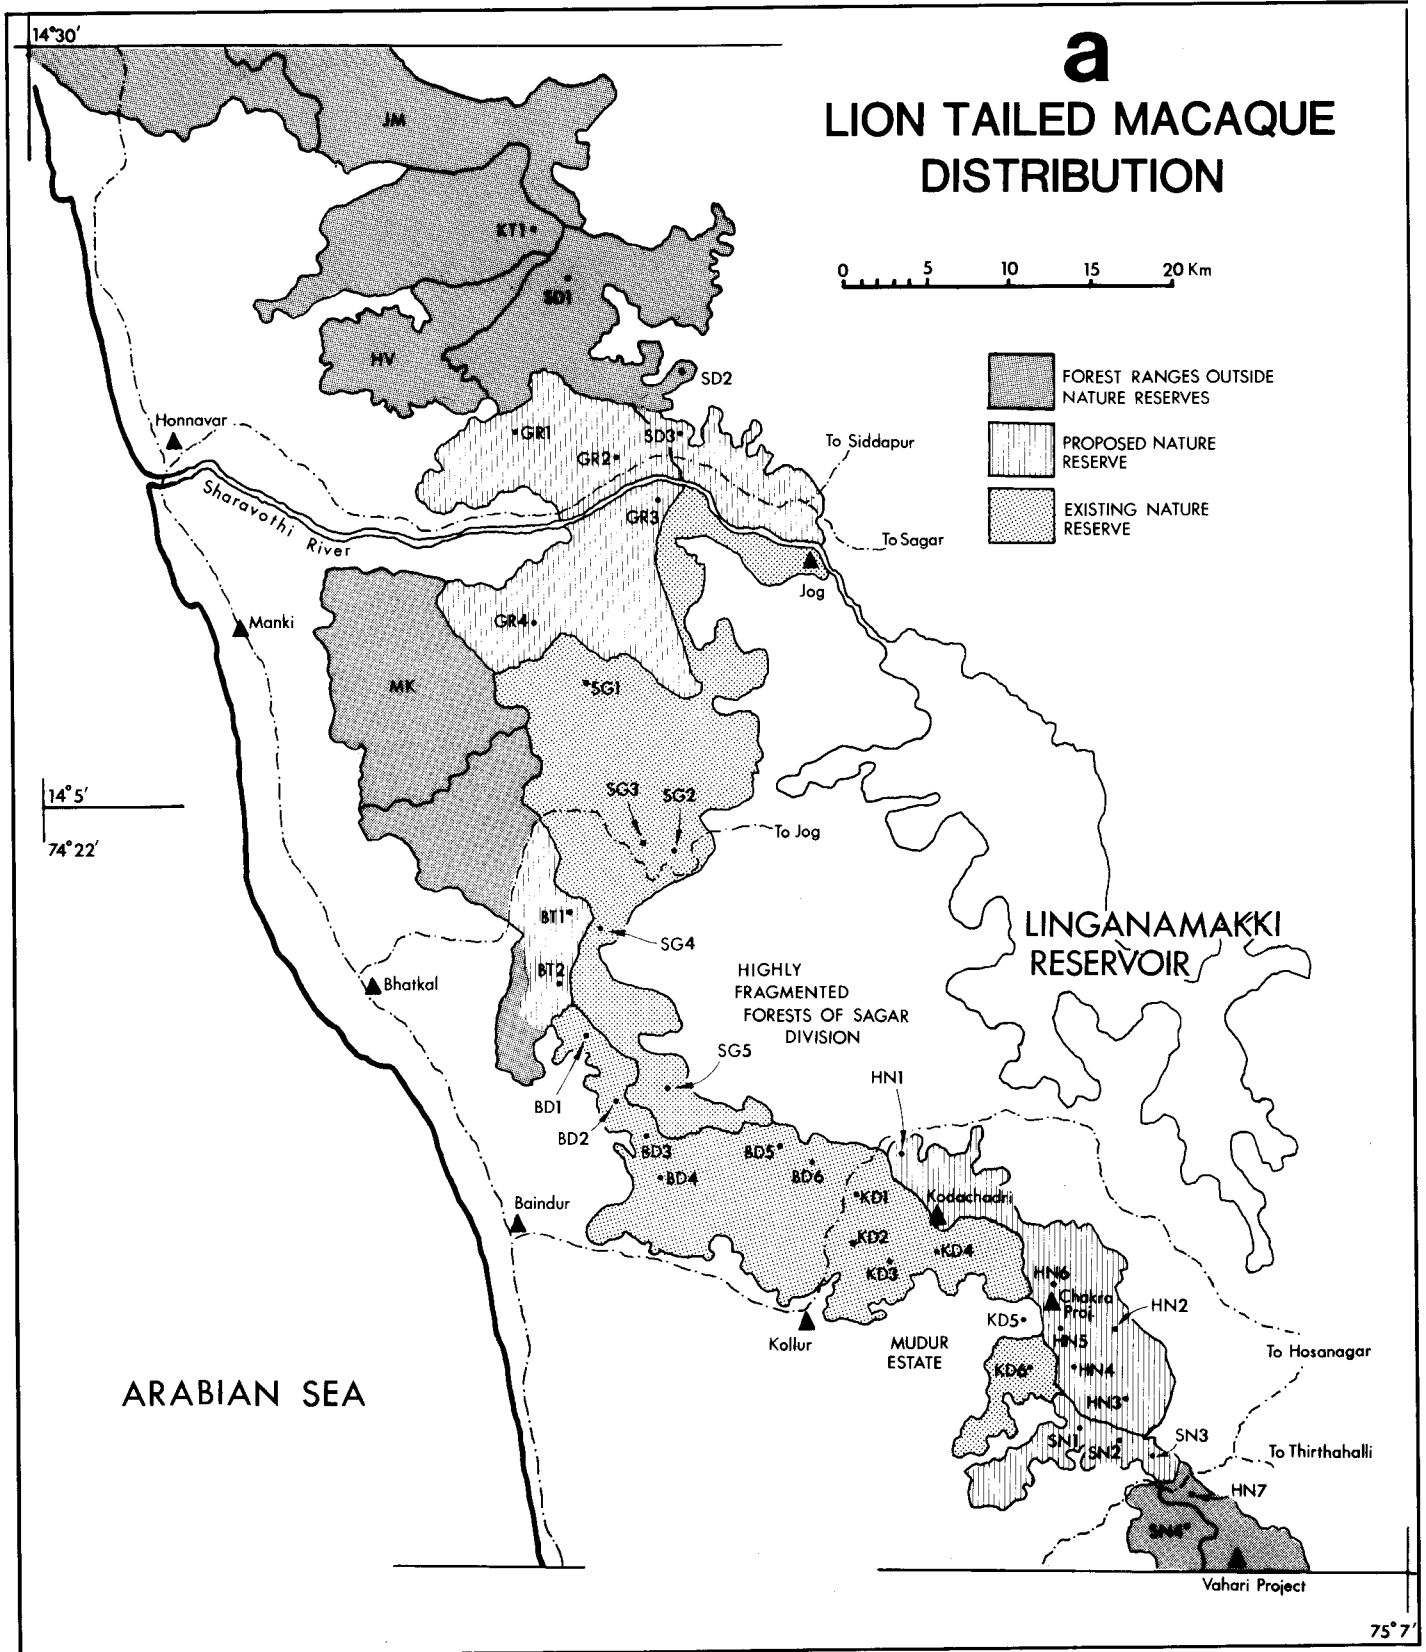 14°30'
a
LION TAILED MACAQUE
DISTRIBUTION
JM
KT1
0 5 10 15 20 Km
SD1
HV
FOREST RANGES OUTSIDE
NATURE RESERVES
SD2
Honnavar
GR1
SD3
To Siddapur
PROPOSED NATURE
RESERVE
GR2
Sharavothi River
GR3
EXISTING NATURE
RESERVE
To Sagar
Jog
Manki
GR4
MK
SG1
14°5'
74°22'
SG3
SG2
To Jog
BT1
SG4
LINGANAMAKKI
RESERVOIR
BT2
Bhatkal
HIGHLY
FRAGMENTED
FORESTS OF SAGAR
DIVISION
SG5
HN1
BD1
BD2
BD3
BD4
BD5
BD6
KD1
Kodachadri
Baindur
KD2
KD3
KD4
HN6
Chakra
Proj.
HN2
KD5
Kollur
MUDUR
ESTATE
HN5
To Hosanagar
KD6
HN4
ARABIAN SEA
HN3
SN1
SN2
SN3
To Thirthahalli
HN7
SN4
Vahari Project
75°7'